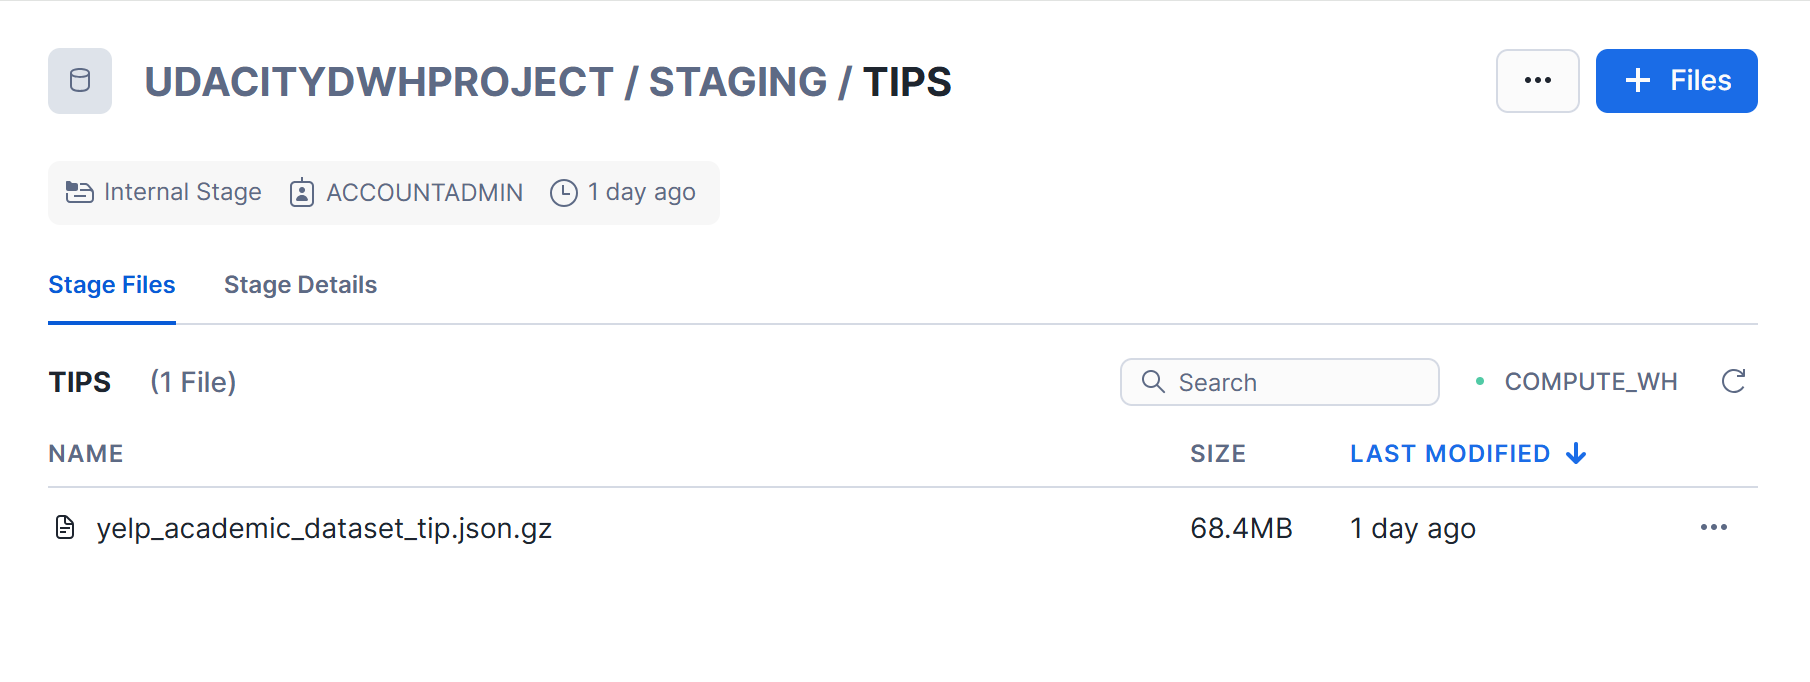 UDACITYDWHPROJECT / STAGING / TIPS
Files
Internal Stage ACCOUNTADMIN 1 day ago
Stage Files Stage Details
TIPS (1 File) Search COMPUTE_WH
NAME SIZE LAST MODIFIED
yelp_academic_dataset_tip.json.gz 68.4MB 1 day ago